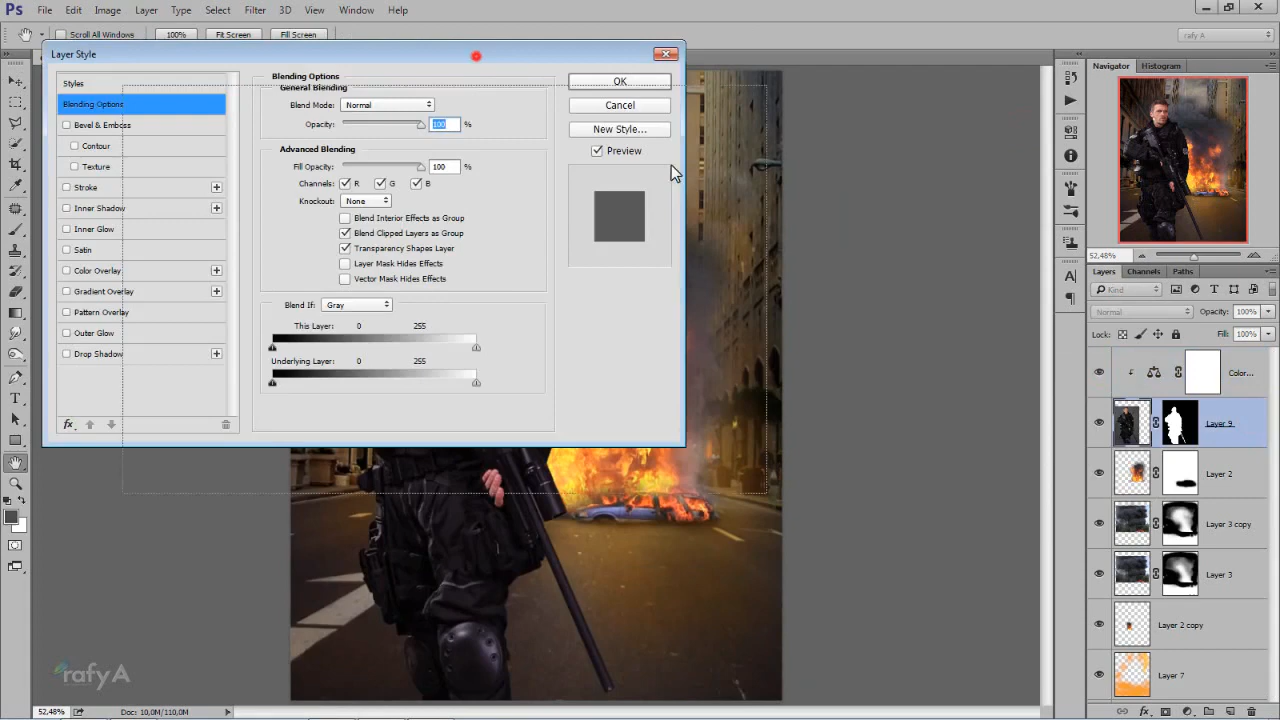 Ps File Edit Image Layer Type Select Filter 3D View Window Help
Scroll All Windows 100% Fit Screen Fill Screen rafy A
Layer Style
Styles
Blending Options
Bevel & Emboss
Contour
Texture
Stroke
Inner Shadow
Inner Glow
Satin
Color Overlay
Gradient Overlay
Pattern Overlay
Outer Glow
Drop Shadow
fx
Blending Options
General Blending
Blend Mode: Normal
Opacity: 100 %
Advanced Blending
Fill Opacity: 100 %
Channels: R G B
Knockout: None
Blend Interior Effects as Group
Blend Clipped Layers as Group
Transparency Shapes Layer
Layer Mask Hides Effects
Vector Mask Hides Effects
Blend If: Gray
This Layer: 0 255
Underlying Layer: 0 255
OK
Cancel
New Style...
Preview
Navigator Histogram
52,48%
Layers Channels Paths
Kind
Normal Opacity: 100%
Lock: Fill: 100%
Color...
Layer 9
Layer 2
Layer 3 copy
Layer 3
Layer 2 copy
Layer 7
fx
rafy A
52,48% Doc: 10,0M/110,0M